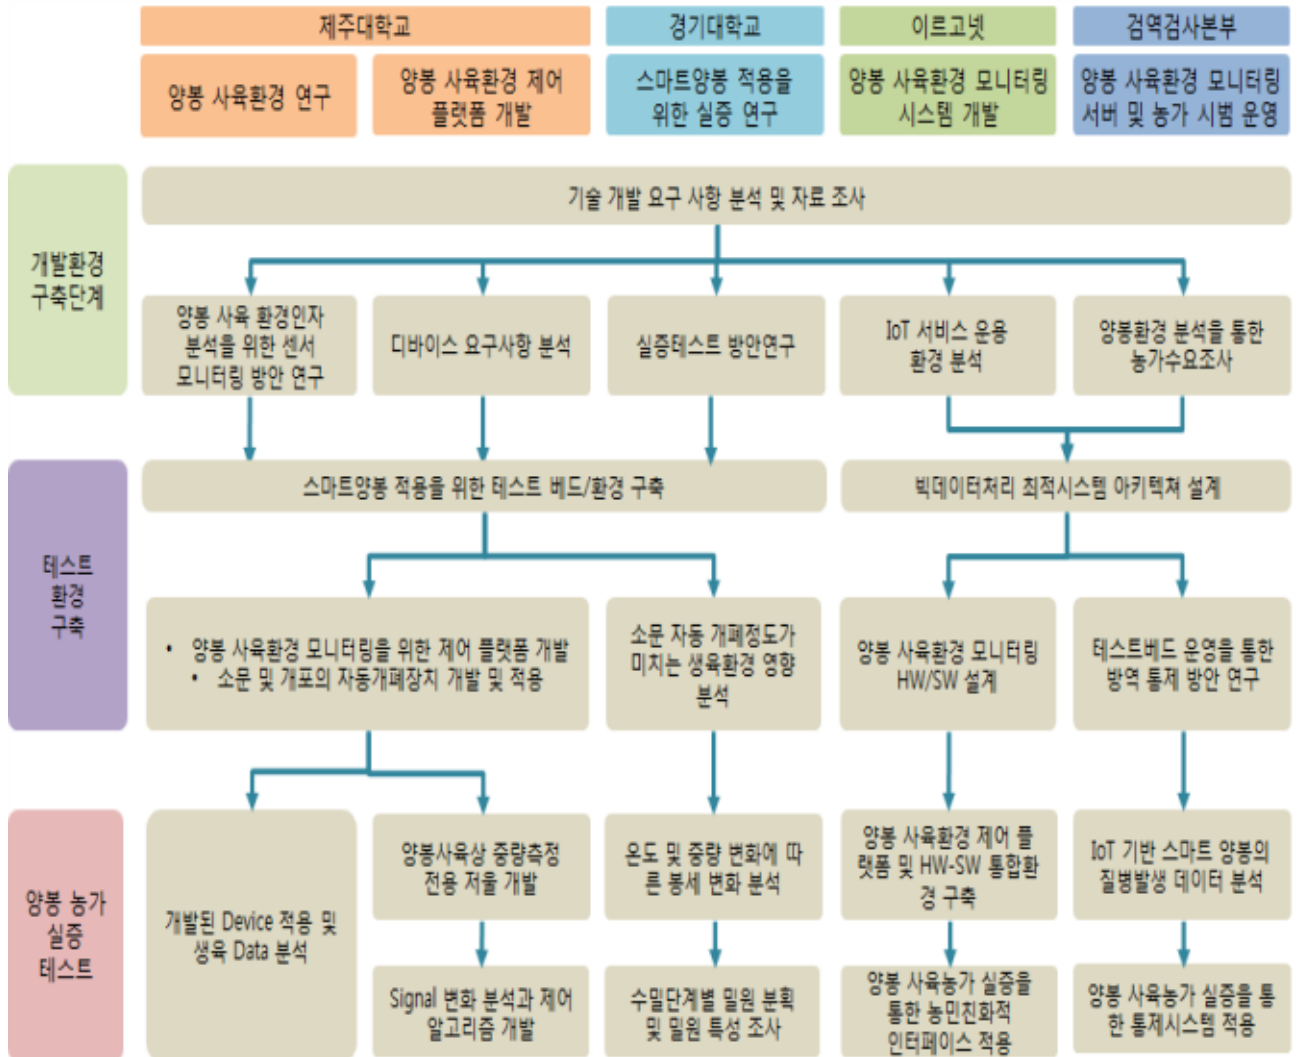 제주대학교
경기대학교
이르고넷
검역검사본부
양봉 사육환경 연구
양봉 사육환경 제어
플랫폼 개발
스마트양봉 적용을
위한 실증 연구
양봉 사육환경 모니터링
시스템 개발
양봉 사육환경 모니터링
서버 및 농가 시범 운영
개발환경
구축단계
기술 개발 요구 사항 분석 및 자료 조사
양봉 사육 환경인자
분석을 위한 센서
모니터링 방안 연구
디바이스 요구사항 분석
실증테스트 방안연구
IoT 서비스 운용
환경 분석
양봉환경 분석을 통한
농가수요조사
테스트
환경
구축
스마트양봉 적용을 위한 테스트 베드/환경 구축
빅데이터처리 최적시스템 아키텍쳐 설계
• 양봉 사육환경 모니터링을 위한 제어 플랫폼 개발
• 소문 및 개포의 자동개폐장치 개발 및 적용
소문 자동 개폐정도가
미치는 생육환경 영향
분석
양봉 사육환경 모니터링
HW/SW 설계
테스트베드 운영을 통한
방역 통제 방안 연구
양봉 농가
실증
테스트
개발된 Device 적용 및
생육 Data 분석
양봉사육상 중량측정
전용 저울 개발
온도 및 중량 변화에 따
른 봉세 변화 분석
양봉 사육환경 제어 플
랫폼 및 HW-SW 통합환
경 구축
IoT 기반 스마트 양봉의
질병발생 데이터 분석
Signal 변화 분석과 제어
알고리즘 개발
수밀단계별 밀원 분획
및 밀원 특성 조사
양봉 사육농가 실증을
통한 농민친화적
인터페이스 적용
양봉 사육농가 실증을 통
한 통제시스템 적용